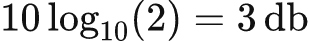 10 log₁₀(2) = 3 db